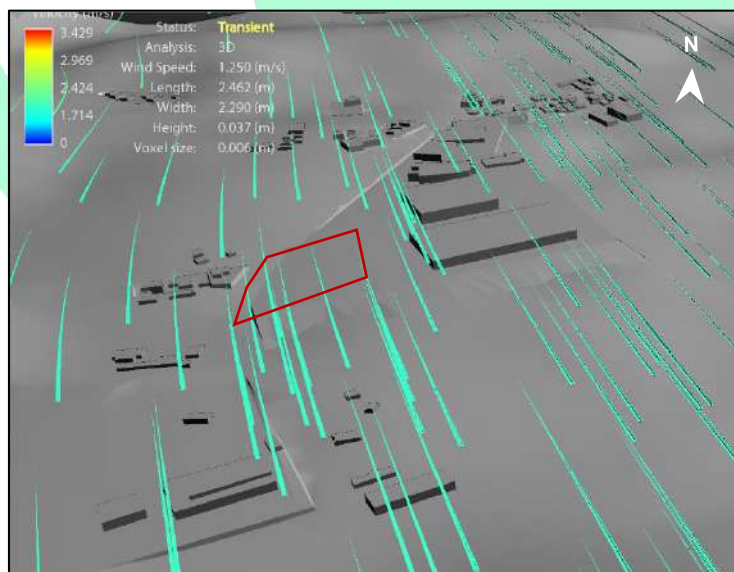 Velocity (m/s)
3.429
2.969
2.424
1.714
0
Status: Transient
Analysis: 3D
Wind Speed: 1.250 (m/s)
Length: 2.462 (m)
Width: 2.290 (m)
Height: 0.037 (m)
Voxel size: 0.006 (m)
N